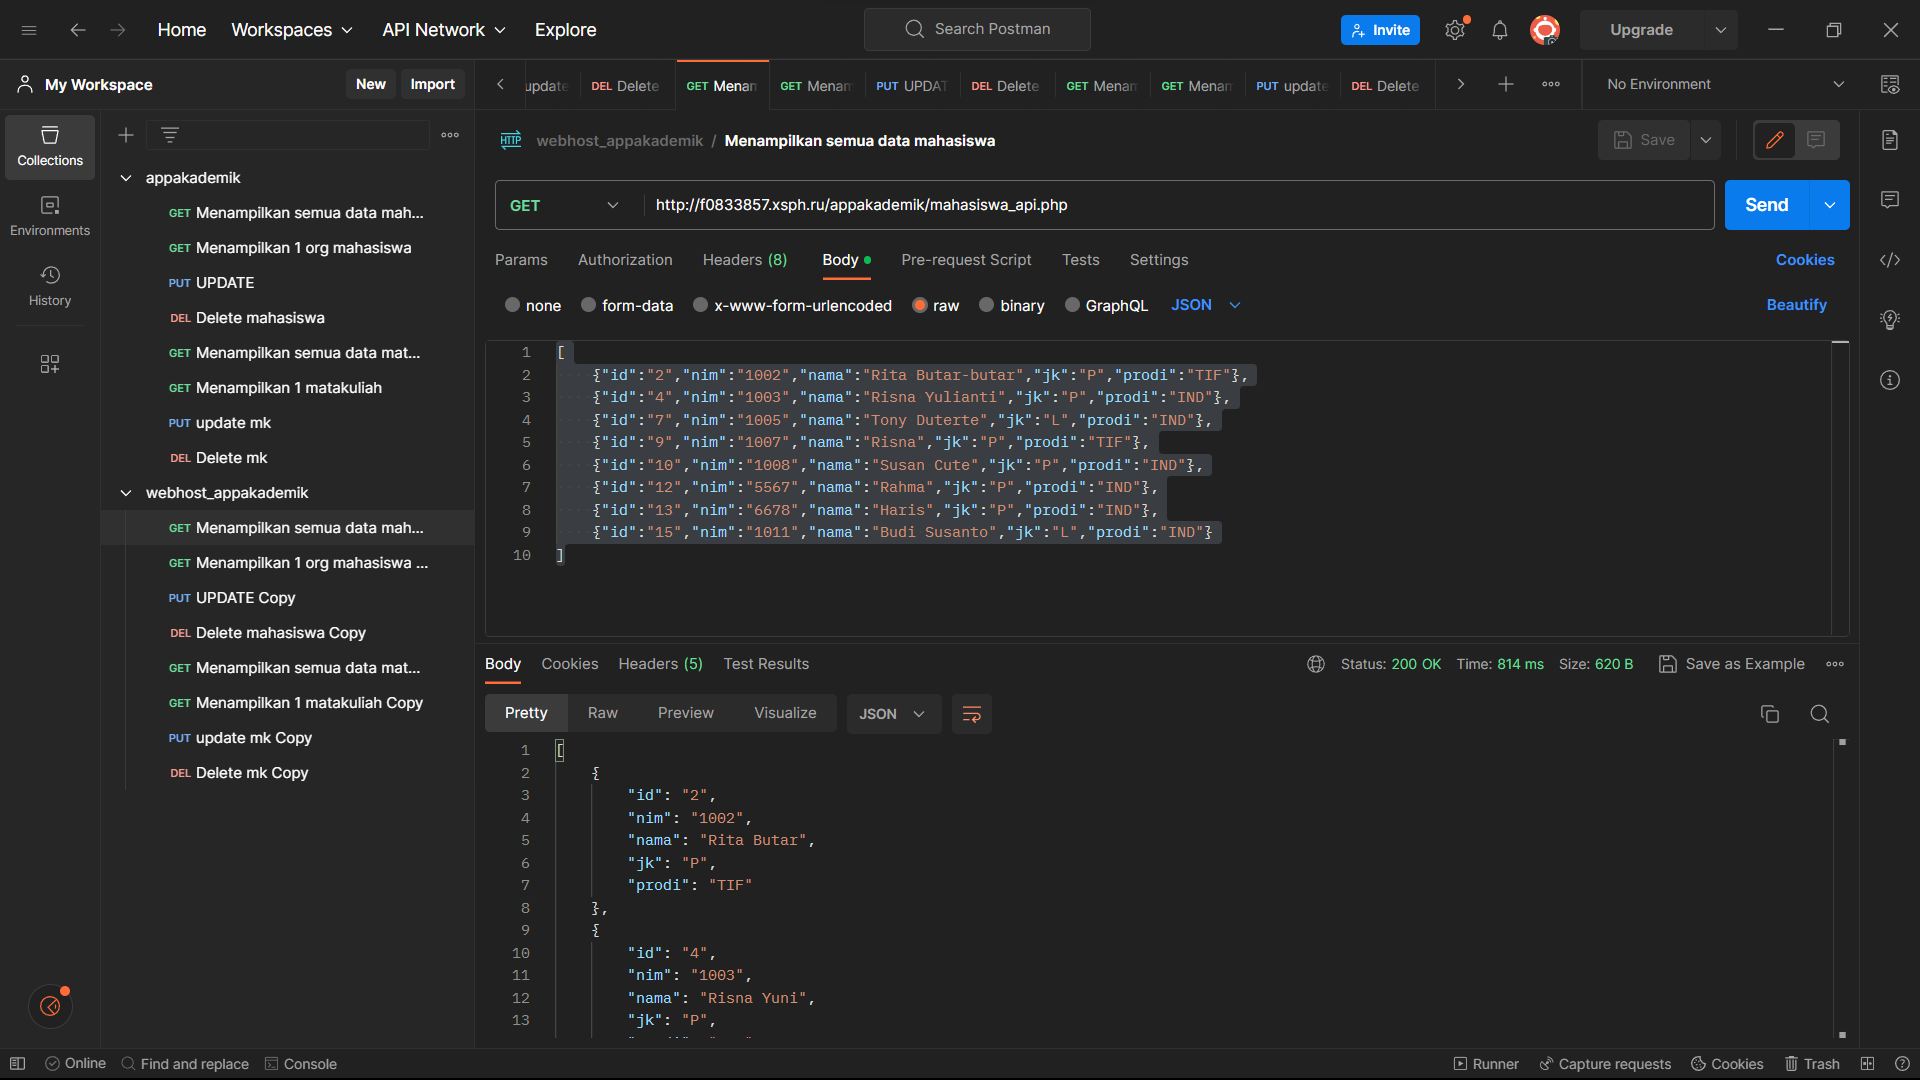 Home Workspaces API Network Explore Search Postman Invite Upgrade
My Workspace New Import update DEL Delete GET Menam GET Menam PUT UPDAT DEL Delete GET Menam GET Menam PUT update DEL Delete No Environment
Collections
Environments
History
appakademik
GET Menampilkan semua data mah...
GET Menampilkan 1 org mahasiswa
PUT UPDATE
DEL Delete mahasiswa
GET Menampilkan semua data mat...
GET Menampilkan 1 matakuliah
PUT update mk
DEL Delete mk
webhost_appakademik
GET Menampilkan semua data mah...
GET Menampilkan 1 org mahasiswa ...
PUT UPDATE Copy
DEL Delete mahasiswa Copy
GET Menampilkan semua data mat...
GET Menampilkan 1 matakuliah Copy
PUT update mk Copy
DEL Delete mk Copy
HTTP webhost_appakademik / Menampilkan semua data mahasiswa Save
GET http://f0833857.xsph.ru/appakademik/mahasiswa_api.php Send
Params Authorization Headers (8) Body Pre-request Script Tests Settings Cookies
none form-data x-www-form-urlencoded raw binary GraphQL JSON Beautify
1 [
2 {"id":"2","nim":"1002","nama":"Rita Butar-butar","jk":"P","prodi":"TIF"},
3 {"id":"4","nim":"1003","nama":"Risna Yulianti","jk":"P","prodi":"IND"},
4 {"id":"7","nim":"1005","nama":"Tony Duterte","jk":"L","prodi":"IND"},
5 {"id":"9","nim":"1007","nama":"Risna","jk":"P","prodi":"TIF"},
6 {"id":"10","nim":"1008","nama":"Susan Cute","jk":"P","prodi":"IND"},
7 {"id":"12","nim":"5567","nama":"Rahma","jk":"P","prodi":"IND"},
8 {"id":"13","nim":"6678","nama":"Haris","jk":"P","prodi":"IND"},
9 {"id":"15","nim":"1011","nama":"Budi Susanto","jk":"L","prodi":"IND"}
10 ]
Body Cookies Headers (5) Test Results Status: 200 OK Time: 814 ms Size: 620 B Save as Example
Pretty Raw Preview Visualize JSON
1 [
2 {
3 "id": "2",
4 "nim": "1002",
5 "nama": "Rita Butar",
6 "jk": "P",
7 "prodi": "TIF"
8 },
9 {
10 "id": "4",
11 "nim": "1003",
12 "nama": "Risna Yuni",
13 "jk": "P",
Online Find and replace Console Runner Capture requests Cookies Trash